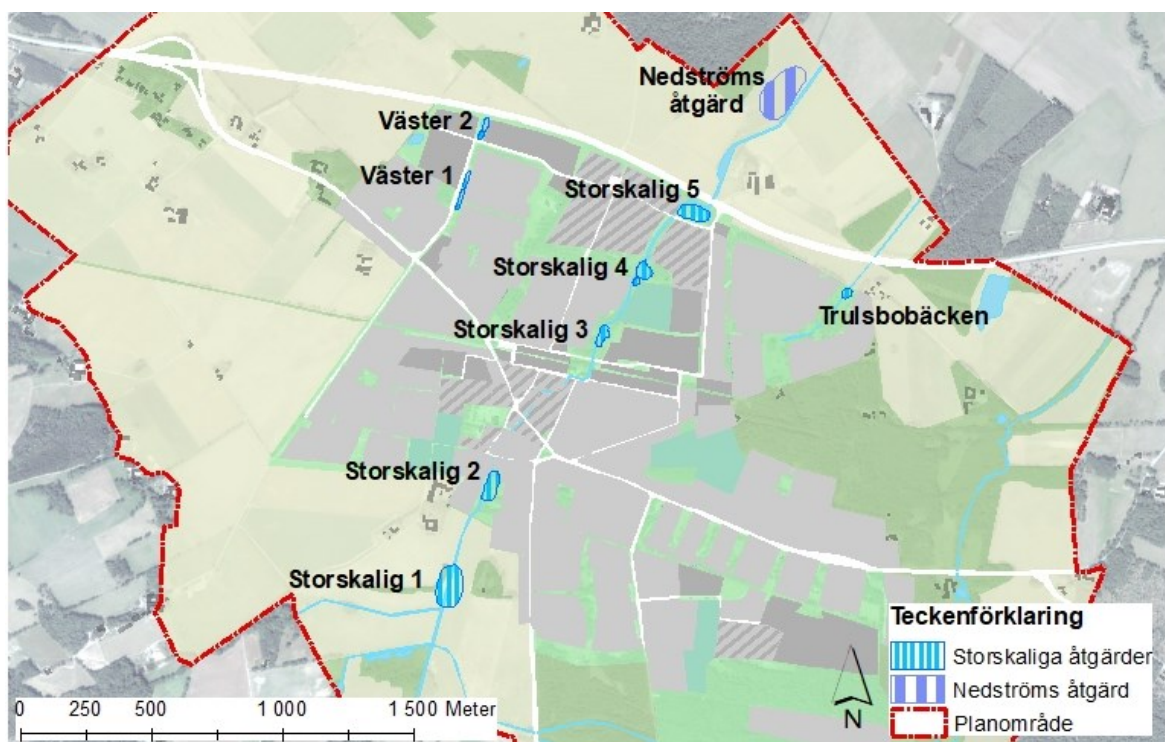 Nedströms
åtgärd
Väster 2
Väster 1
Storskalig 5
Storskalig 4
Trulsbobäcken
Storskalig 3
Storskalig 2
Storskalig 1
Teckenförklaring
Storskaliga åtgärder
Nedströms åtgärd
Planområde
N
0 250 500 1 000 1 500 Meter